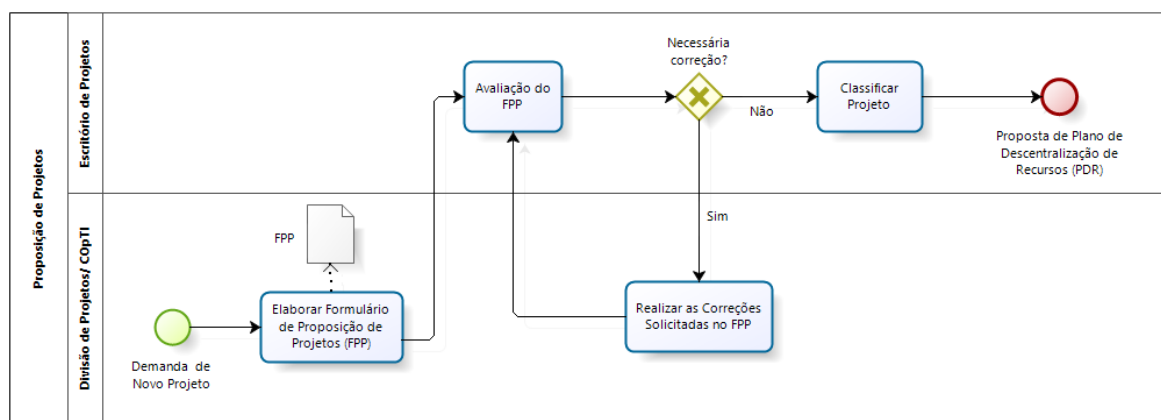 Proposição de Projetos
Escritório de Projetos
Avaliação do
FPP
Necessária
correção?
Não
Classificar
Projeto
Proposta de Plano de
Descentralização de
Recursos (PDR)
Divisão de Projetos/ COpTI
Demanda de
Novo Projeto
FPP
Elaborar Formulário
de Proposição de
Projetos (FPP)
Sim
Realizar as Correções
Solicitadas no FPP